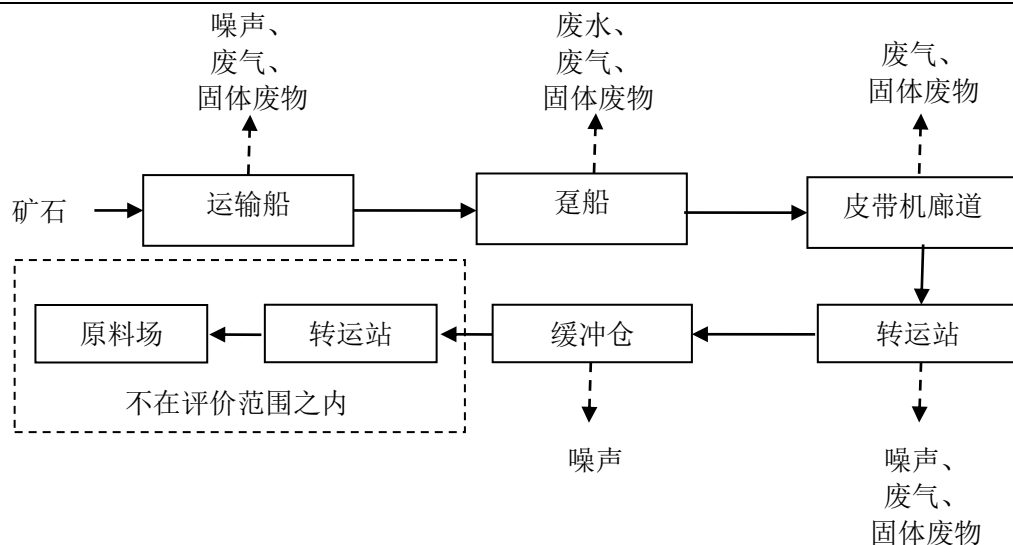 噪声、
废气、
固体废物
废水、
废气、
固体废物
废气、
固体废物
矿石
运输船
趸船
皮带机廊道
原料场
转运站
缓冲仓
转运站
不在评价范围之内
噪声
噪声、
废气、
固体废物